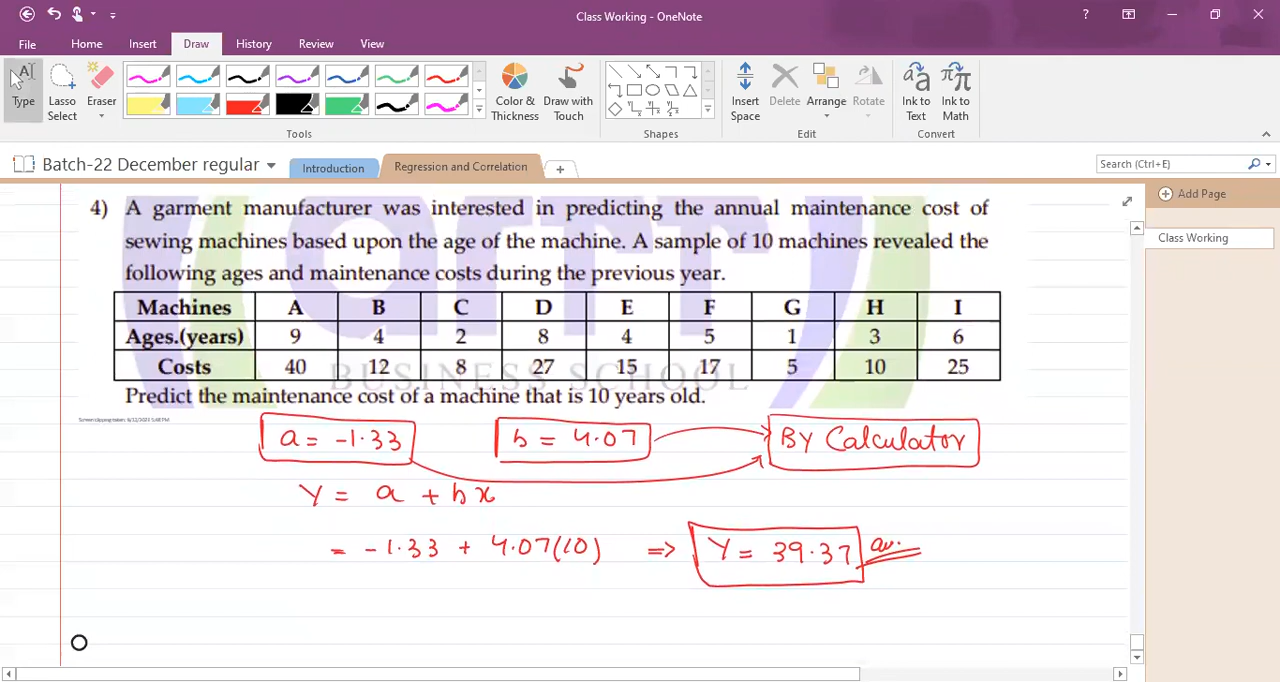 Class Working - OneNote
File Home Insert Draw History Review View
Type
Lasso Select
Eraser
Color & Thickness
Draw with Touch
Insert Space
Delete
Arrange
Rotate
Ink to Text
Ink to Math
Tools Shapes Edit Convert
Batch-22 December regular Introduction Regression and Correlation
Search (Ctrl+E)
Add Page
Class Working
4) A garment manufacturer was interested in predicting the annual maintenance cost of
sewing machines based upon the age of the machine. A sample of 10 machines revealed the
following ages and maintenance costs during the previous year.
Machines A B C D E F G H I
Ages.(years) 9 4 2 8 4 5 1 3 6
Costs 40 12 8 27 15 17 5 10 25
BUSINESS SCHOOL
Predict the maintenance cost of a machine that is 10 years old.
a = -1.33 b = 4.07 By Calculator
Y = a + bx
= -1.33 + 4.07(10) => Y = 39.37